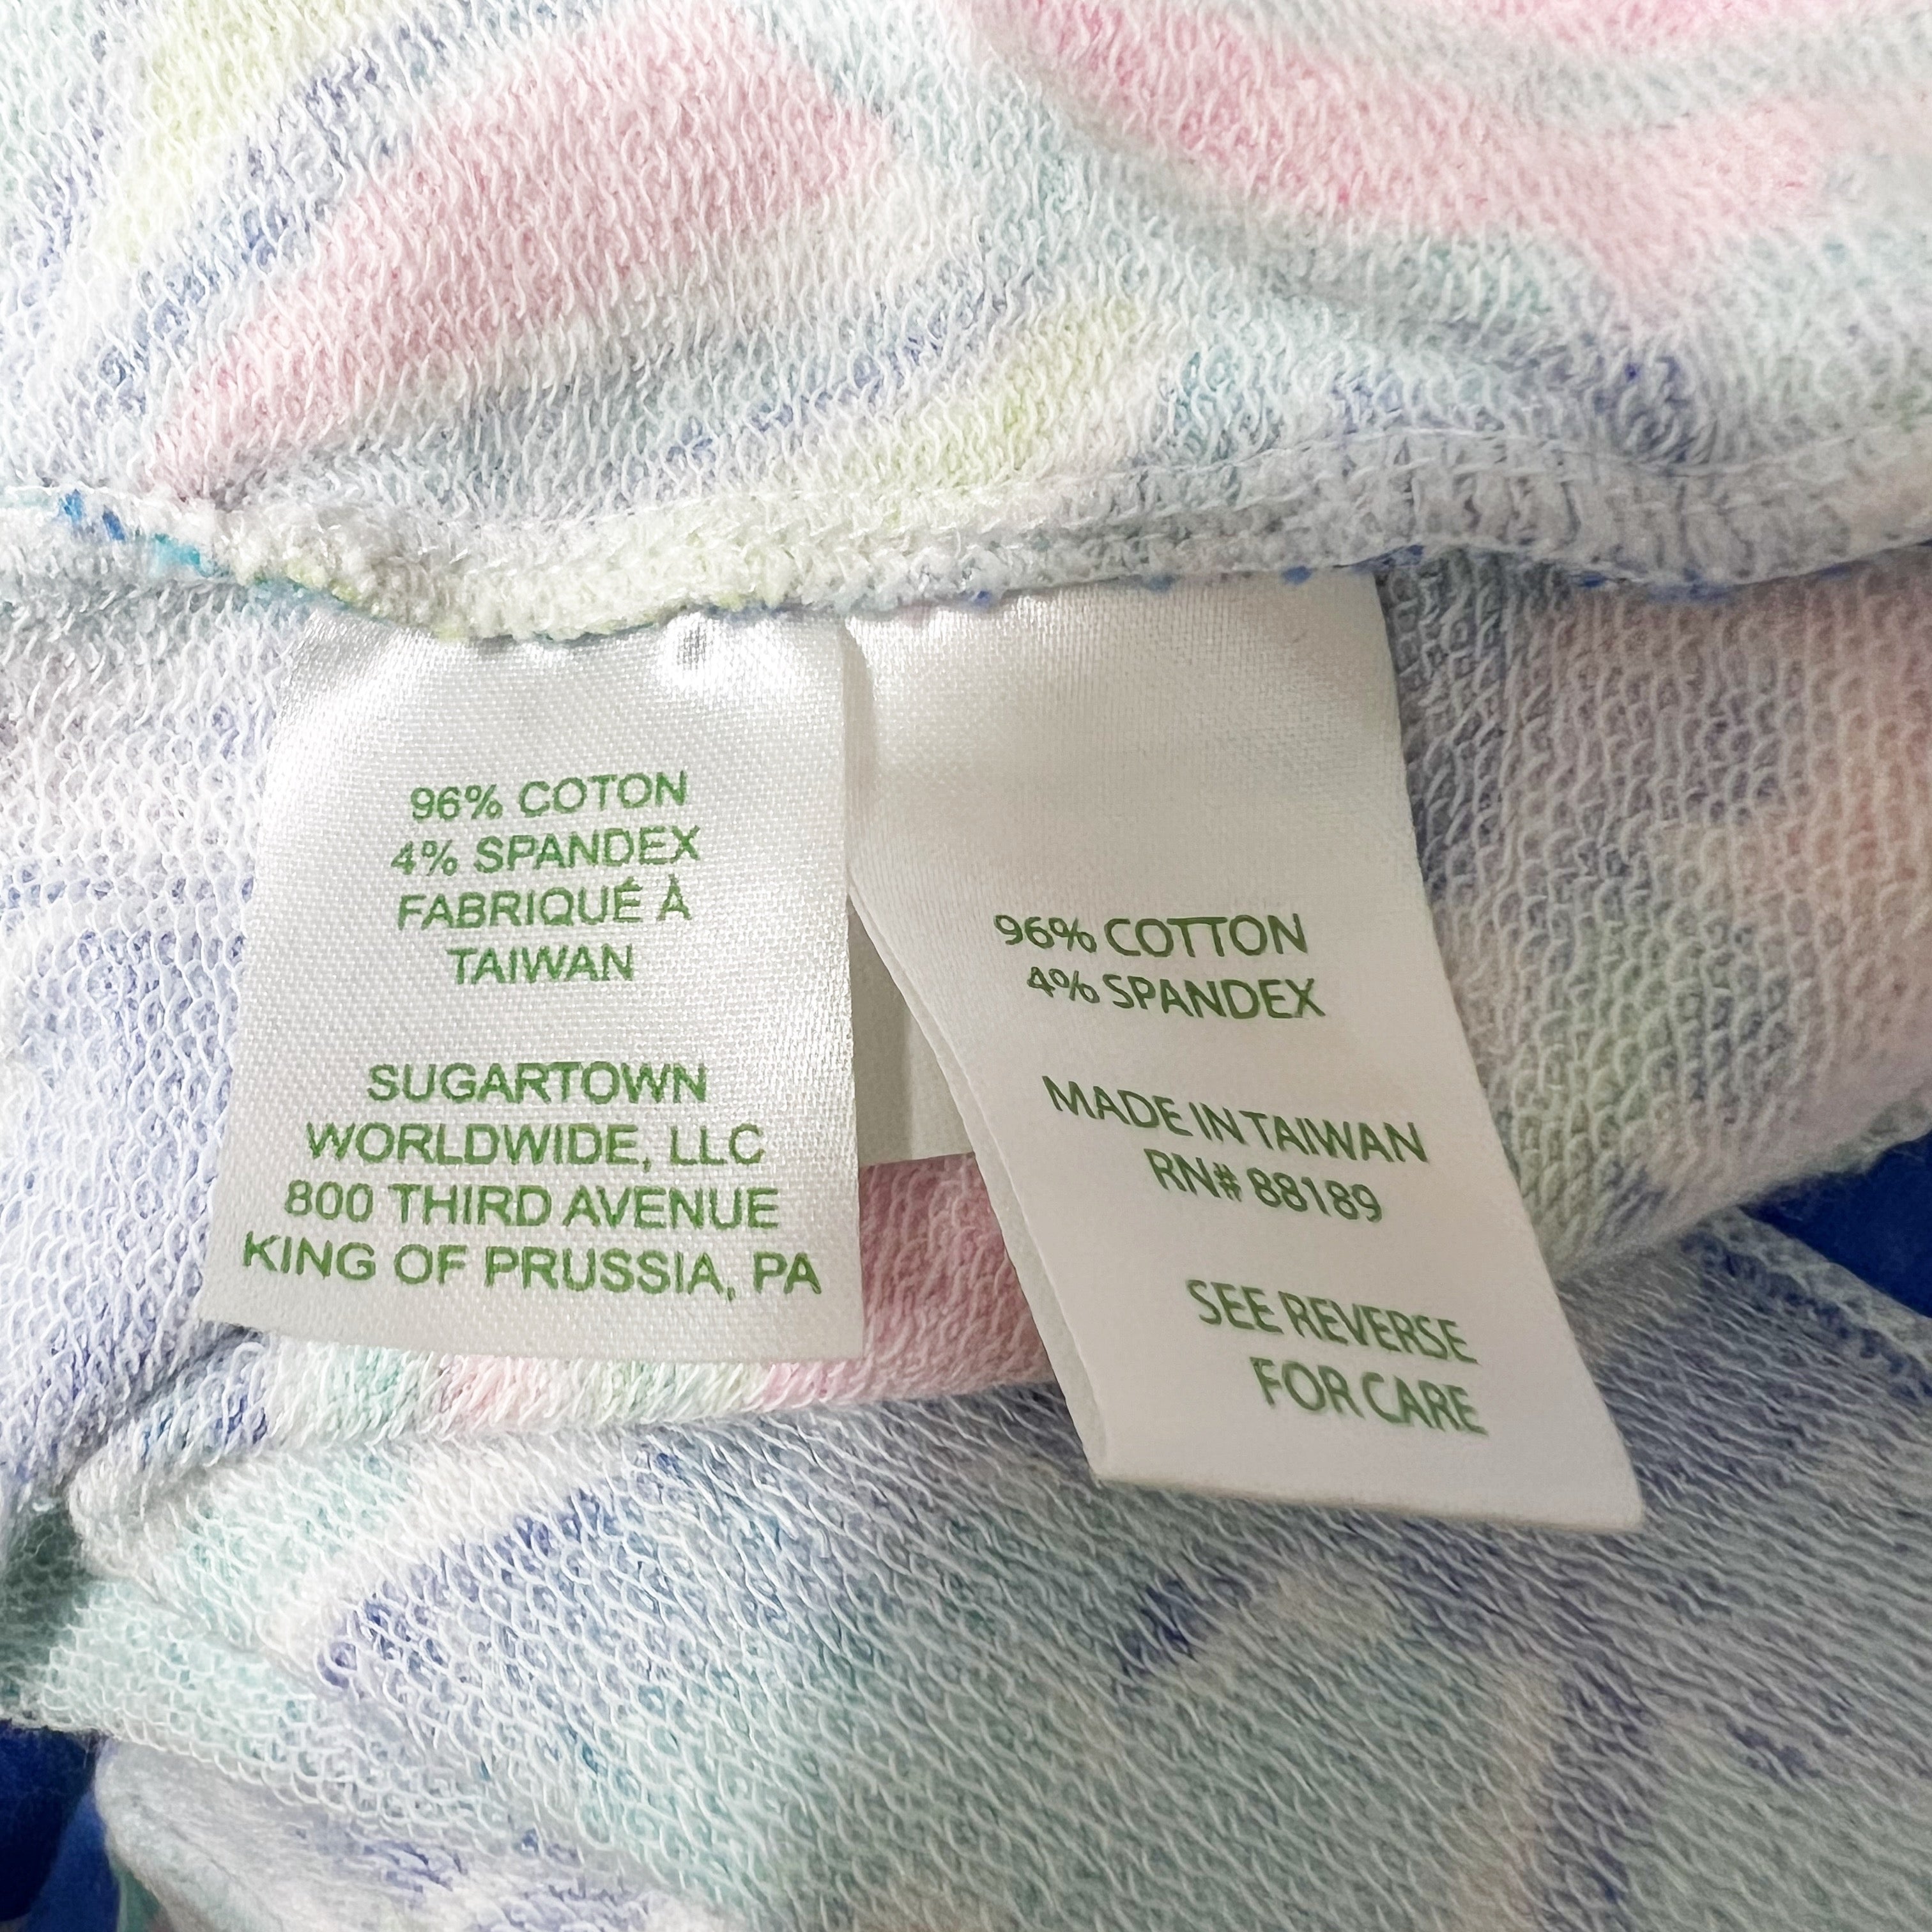 96% COTON
4% SPANDEX
FABRIQUÉ À
TAIWAN
SUGARTOWN
WORLDWIDE, LLC
800 THIRD AVENUE
KING OF PRUSSIA, PA
96% COTTON
4% SPANDEX
MADE IN TAIWAN
RN# 88189
SEE REVERSE
FOR CARE